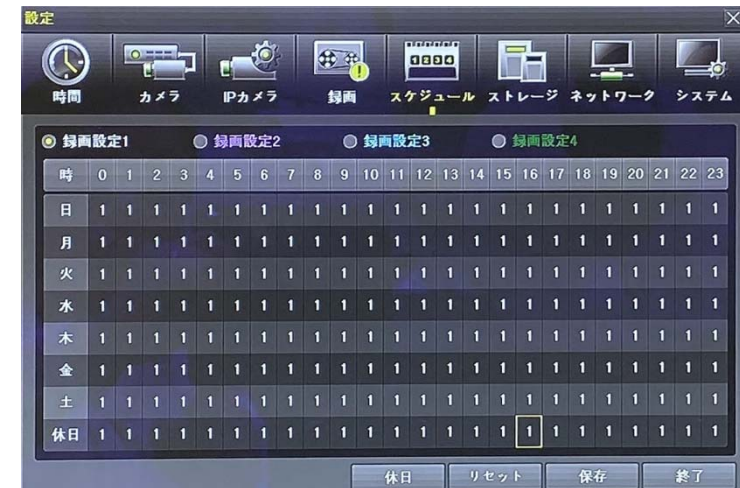 設定
時間 カメラ IPカメラ 録画 スケジュール ストレージ ネットワーク システム
録画設定1 録画設定2 録画設定3 録画設定4
時 0 1 2 3 4 5 6 7 8 9 10 11 12 13 14 15 16 17 18 19 20 21 22 23
日 1 1 1 1 1 1 1 1 1 1 1 1 1 1 1 1 1 1 1 1 1 1 1 1
月 1 1 1 1 1 1 1 1 1 1 1 1 1 1 1 1 1 1 1 1 1 1 1 1
火 1 1 1 1 1 1 1 1 1 1 1 1 1 1 1 1 1 1 1 1 1 1 1 1
水 1 1 1 1 1 1 1 1 1 1 1 1 1 1 1 1 1 1 1 1 1 1 1 1
木 1 1 1 1 1 1 1 1 1 1 1 1 1 1 1 1 1 1 1 1 1 1 1 1
金 1 1 1 1 1 1 1 1 1 1 1 1 1 1 1 1 1 1 1 1 1 1 1 1
土 1 1 1 1 1 1 1 1 1 1 1 1 1 1 1 1 1 1 1 1 1 1 1 1
休日 1 1 1 1 1 1 1 1 1 1 1 1 1 1 1 1 1 1 1 1 1 1 1 1
休日 リセット 保存 終了